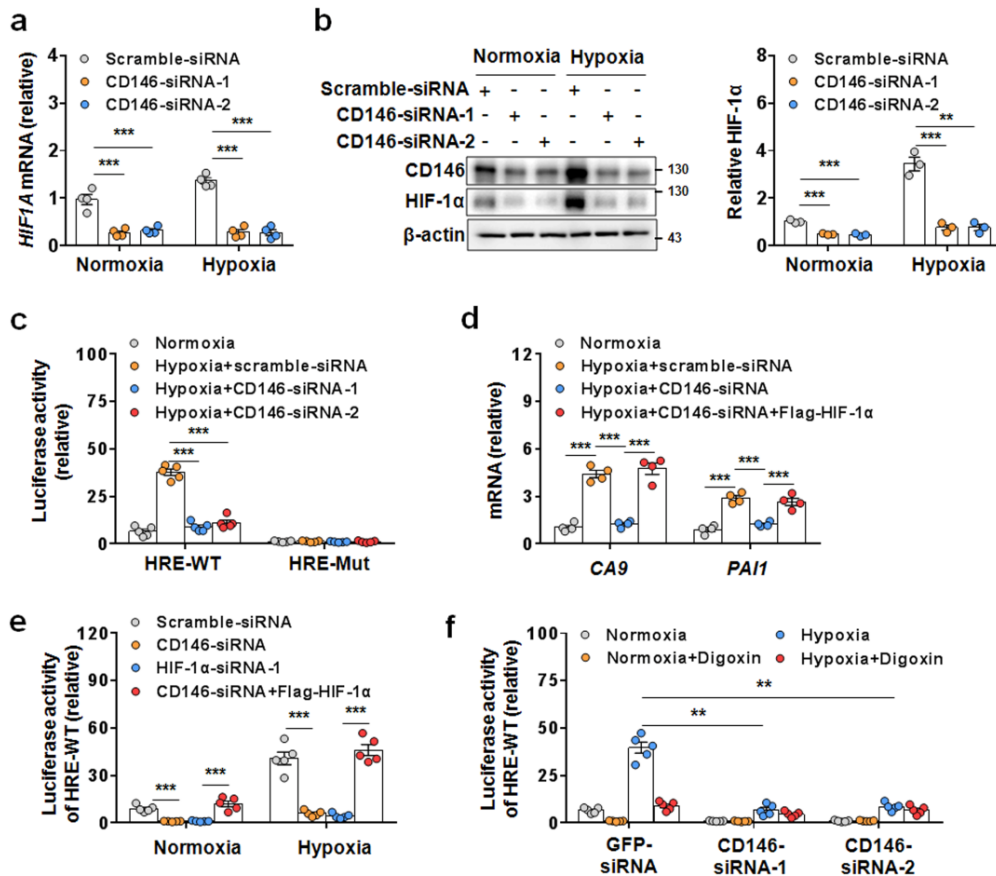 a
HIF1A mRNA (relative)
4
3
2
1
0
Scramble-siRNA
CD146-siRNA-1
CD146-siRNA-2
***
***
***
***
Normoxia
Hypoxia
b
Normoxia Hypoxia
Scramble-siRNA + - - + - -
CD146-siRNA-1 - + - - + -
CD146-siRNA-2 - - + - - +
CD146
130
HIF-1α
130
β-actin
43
Relative HIF-1α
8
6
4
2
0
Scramble-siRNA
CD146-siRNA-1
CD146-siRNA-2
***
***
**
***
Normoxia
Hypoxia
c
Luciferase activity
(relative)
100
75
50
25
0
Normoxia
Hypoxia+scramble-siRNA
Hypoxia+CD146-siRNA-1
Hypoxia+CD146-siRNA-2
***
***
HRE-WT
HRE-Mut
d
mRNA (relative)
12
9
6
3
0
Normoxia
Hypoxia+scramble-siRNA
Hypoxia+CD146-siRNA
Hypoxia+CD146-siRNA+Flag-HIF-1α
*** *** ***
*** *** ***
CA9
PAI1
e
Luciferase activity
of HRE-WT (relative)
120
90
60
30
0
Scramble-siRNA
CD146-siRNA
HIF-1α-siRNA-1
CD146-siRNA+Flag-HIF-1α
*** ***
*** ***
Normoxia
Hypoxia
f
Luciferase activity
of HRE-WT (relative)
100
75
50
25
0
Normoxia
Normoxia+Digoxin
Hypoxia
Hypoxia+Digoxin
**
**
GFP-
siRNA
CD146-
siRNA-1
CD146-
siRNA-2